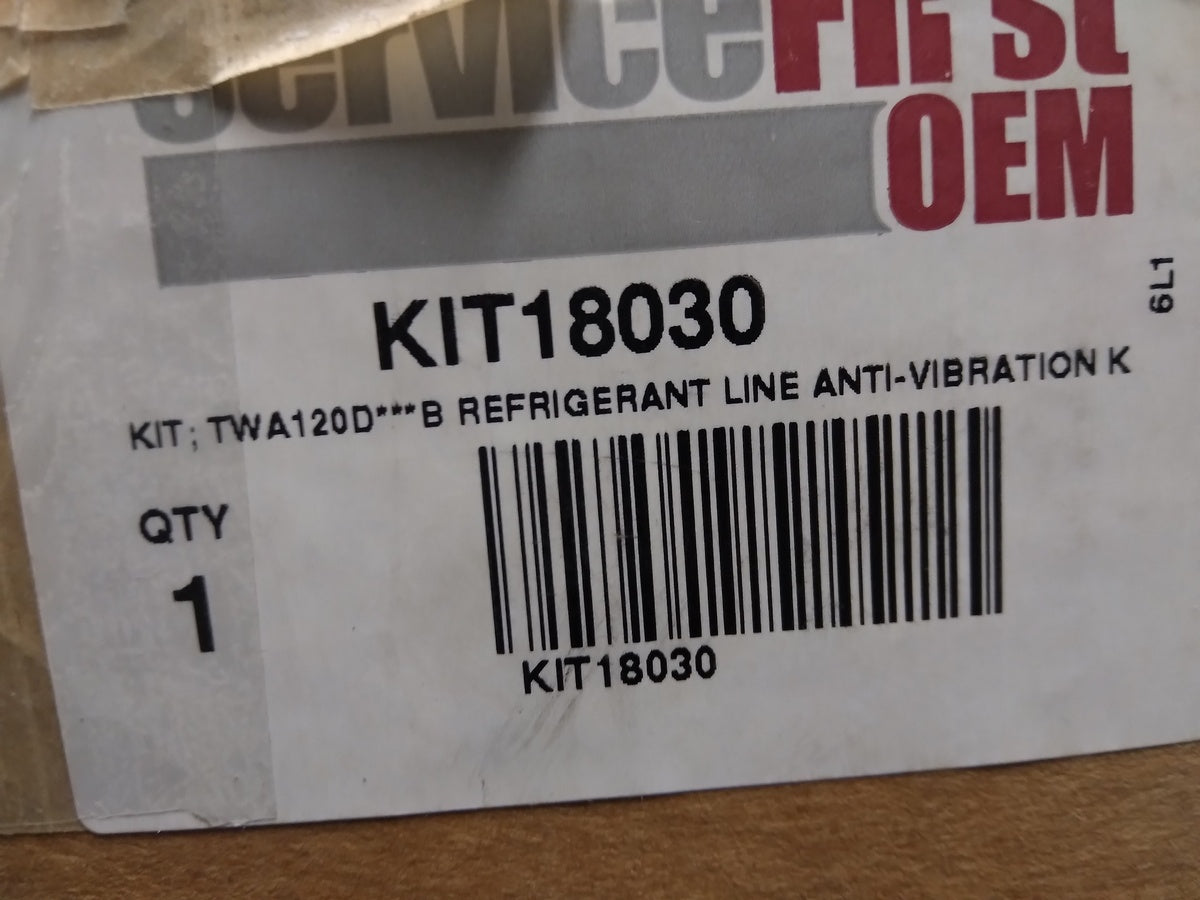 ServiceFirst
OEM
6L1
KIT18030
KIT; TWA120D***B REFRIGERANT LINE ANTI-VIBRATION K
QTY
1
KIT18030